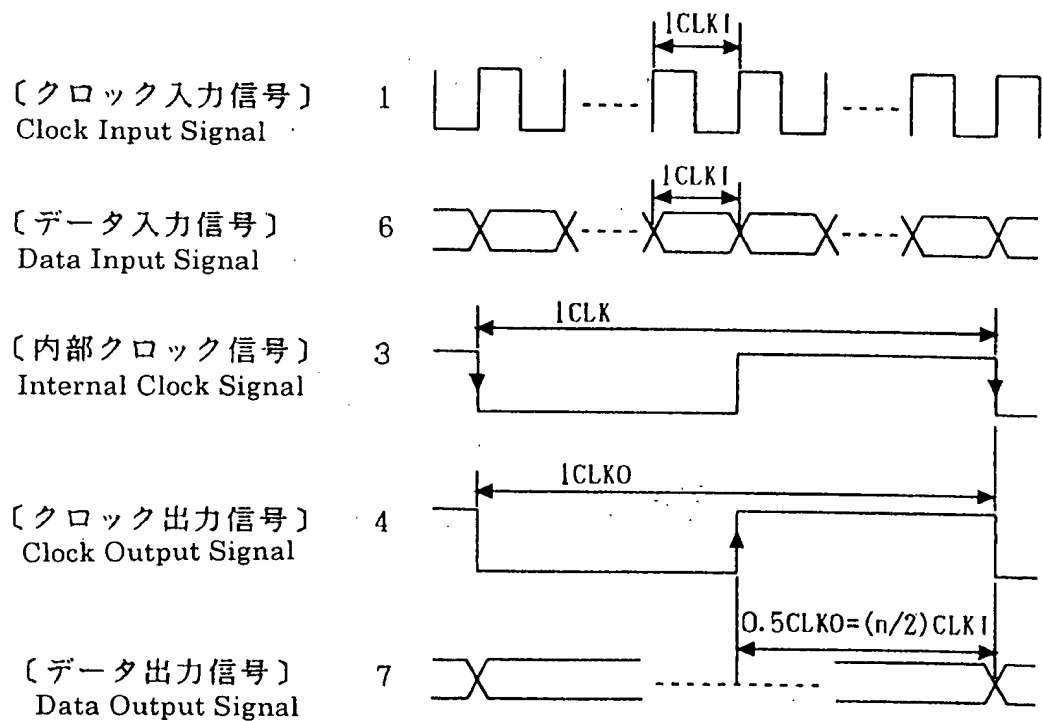 1CLKI
〔クロック入力信号〕 1
Clock Input Signal
1CLKI
〔データ入力信号〕 6
Data Input Signal
1CLK
〔内部クロック信号〕 3
Internal Clock Signal
1CLKO
〔クロック出力信号〕 4
Clock Output Signal
0.5CLKO=(n/2)CLKI
〔データ出力信号〕 7
Data Output Signal